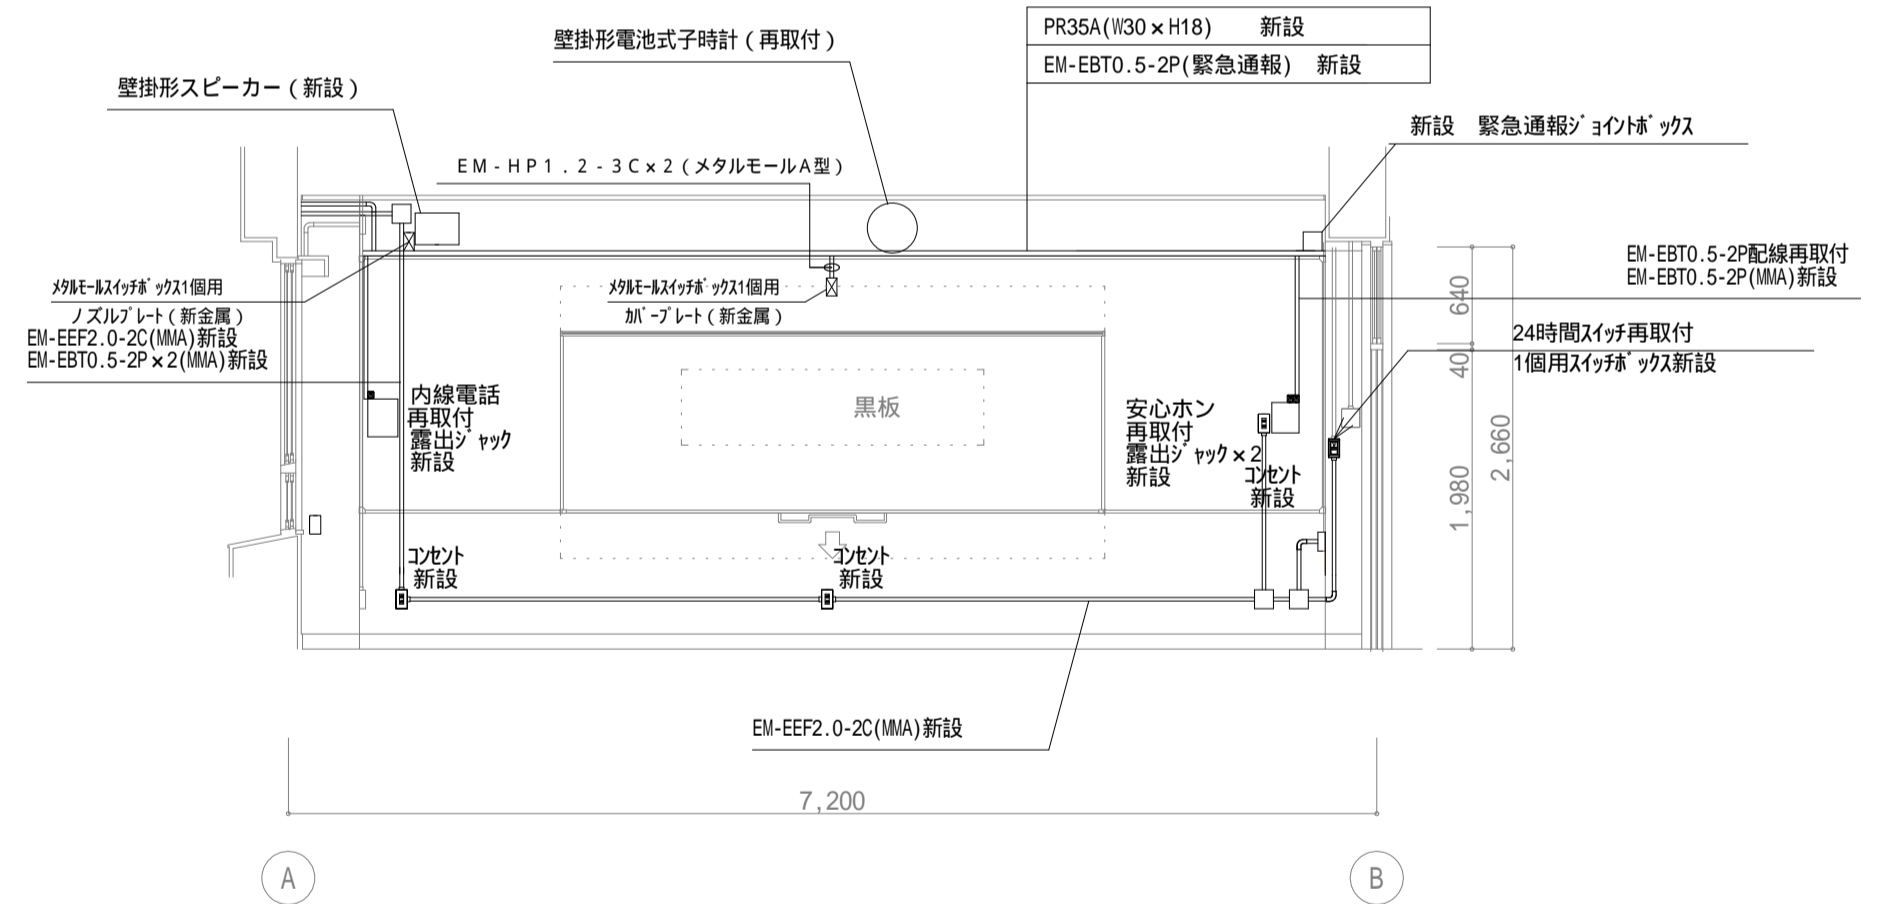 PR35A(W30×H18)　　新設
EM-EBT0.5-2P(緊急通報)　新設
壁掛形電池式子時計（再取付）
壁掛形スピーカー（新設）
新設　緊急通報ｼﾞｮｲﾝﾄﾎﾞｯｸｽ
ＥＭ-ＨＰ１.２-３Ｃ×２（メタルモールＡ型）
EM-EBT0.5-2P配線再取付
EM-EBT0.5-2P(MMA)新設
ﾒﾀﾙﾓｰﾙｽｲｯﾁﾎﾞｯｸｽ1個用
ノズルプレート（新金属）
EM-EEF2.0-2C(MMA)新設
EM-EBT0.5-2P×2(MMA)新設
ﾒﾀﾙﾓｰﾙｽｲｯﾁﾎﾞｯｸｽ1個用
ｶﾊﾞｰプレート（新金属）
24時間ｽｲｯﾁ再取付
1個用ｽｲｯﾁﾎﾞｯｸｽ新設
640
40
1,980
2,660
内線電話
再取付
露出ｼﾞｬｯｸ
新設
黒板
安心ホン
再取付
露出ｼﾞｬｯｸ×2
新設
ｺﾝｾﾝﾄ
新設
ｺﾝｾﾝﾄ
新設
ｺﾝｾﾝﾄ
新設
EM-EEF2.0-2C(MMA)新設
7,200
A
B